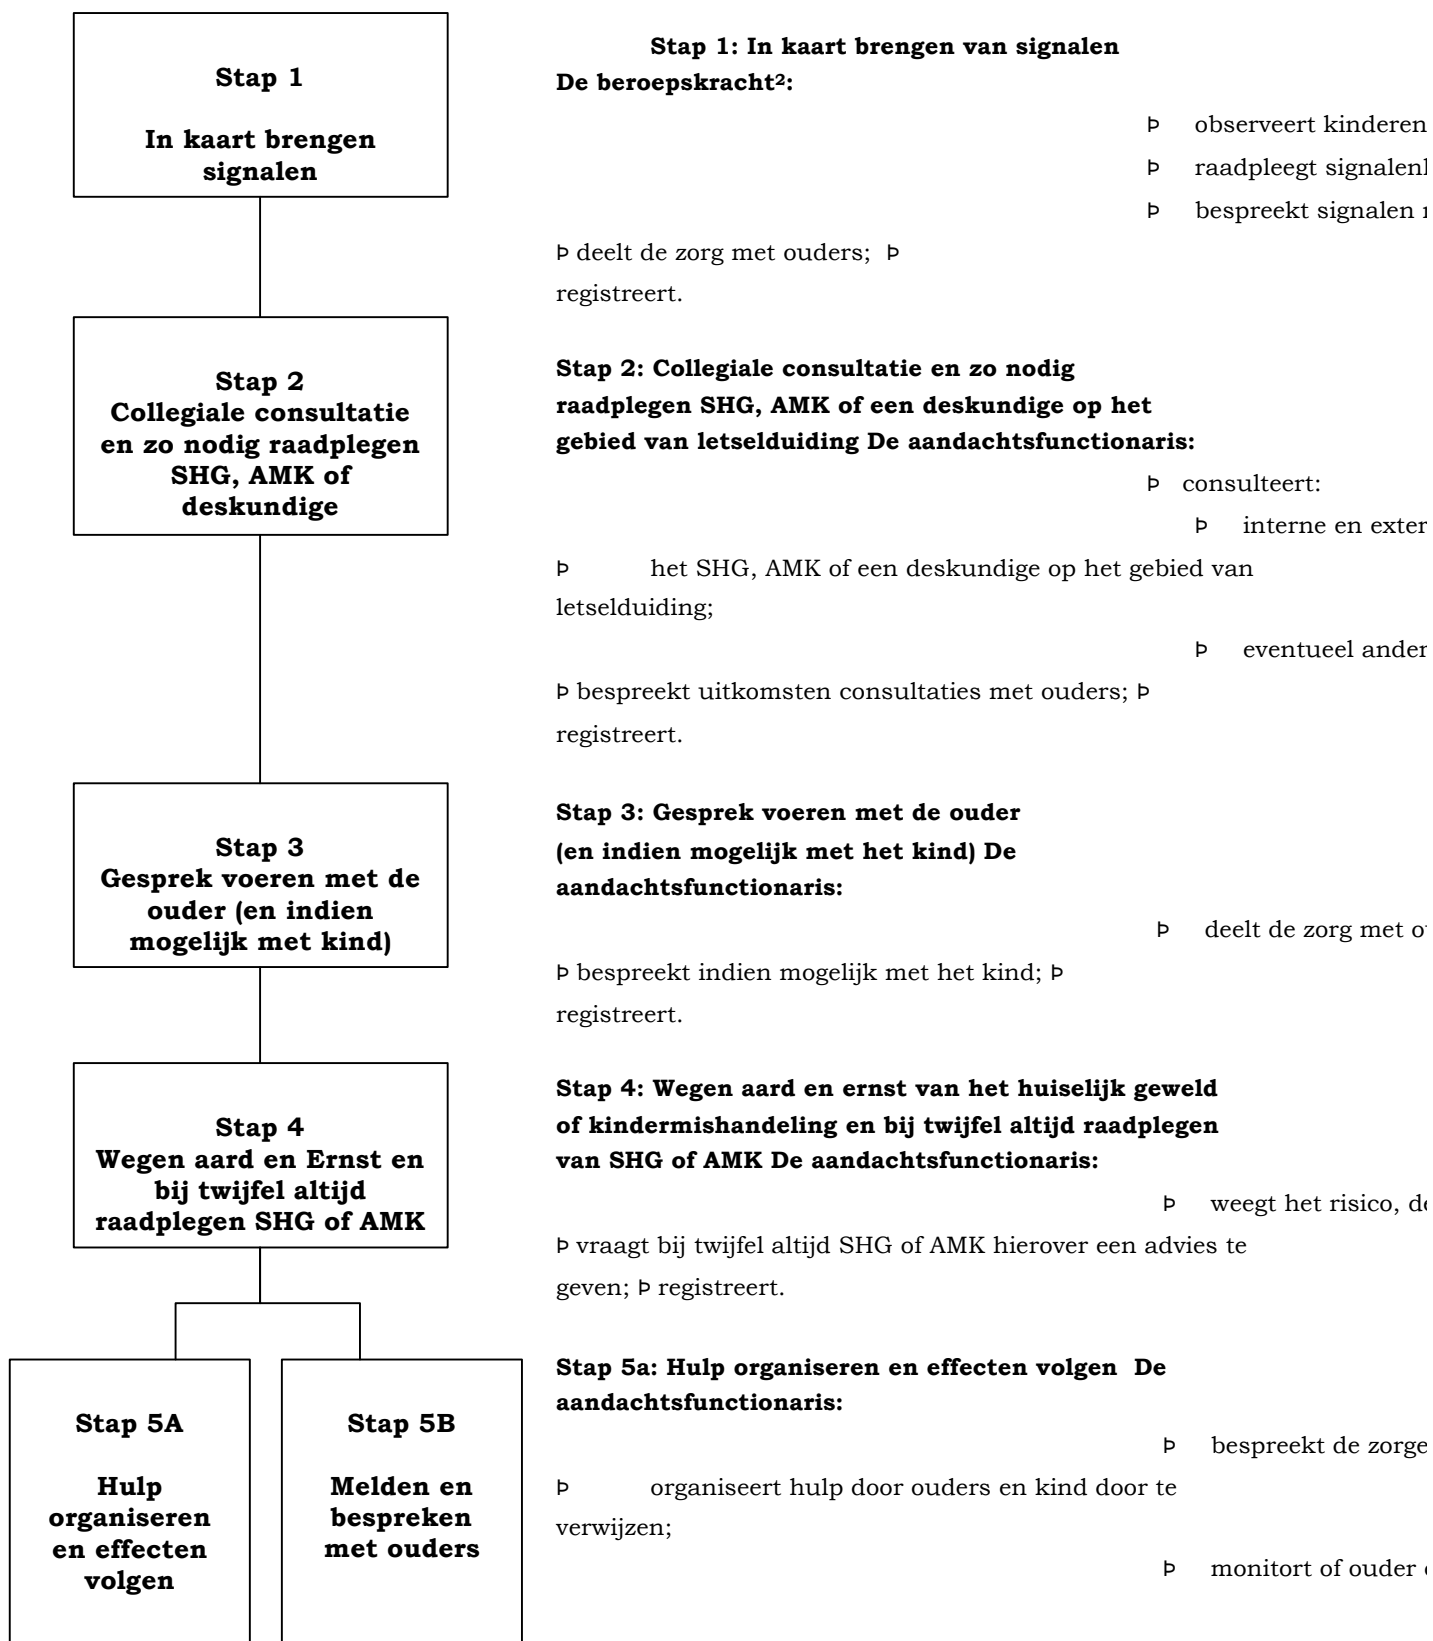 Stap 1
In kaart brengen
signalen
Stap 2
Collegiale consultatie
en zo nodig raadplegen
SHG, AMK of
deskundige
Stap 3
Gesprek voeren met de
ouder (en indien
mogelijk met kind)
Stap 4
Wegen aard en Ernst en
bij twijfel altijd
raadplegen SHG of AMK
Stap 5A
Hulp
organiseren
en effecten
volgen
Stap 5B
Melden en
bespreken
met ouders
Stap 1: In kaart brengen van signalen
De beroepskracht²:
Þ observeert kinderen
Þ raadpleegt
Þ bespreekt signalen
Þ deelt de zorg met ouders; Þ
registreert.
Stap 2: Collegiale consultatie en zo nodig
raadplegen SHG, AMK of een deskundige op het
gebied van letselduiding De aandachtsfunctionaris:
Þ consulteert:
Þ interne en
Þ het SHG, AMK of een deskundige op het gebied van
letselduiding;
Þ eventueel
Þ bespreekt uitkomsten consultaties met ouders; Þ
registreert.
Stap 3: Gesprek voeren met de ouder
(en indien mogelijk met het kind) De
aandachtsfunctionaris:
Þ deelt de zorg met
Þ bespreekt indien mogelijk met het kind; Þ
registreert.
Stap 4: Wegen aard en ernst van het huiselijk geweld
of kindermishandeling en bij twijfel altijd raadplegen
van SHG of AMK De aandachtsfunctionaris:
Þ weegt het risico,
Þ vraagt bij twijfel altijd SHG of AMK hierover een advies te
geven; Þ registreert.
Stap 5a: Hulp organiseren en effecten volgen De
aandachtsfunctionaris:
Þ bespreekt de
Þ organiseert hulp door ouders en kind door te
verwijzen;
Þ monitort of ouder